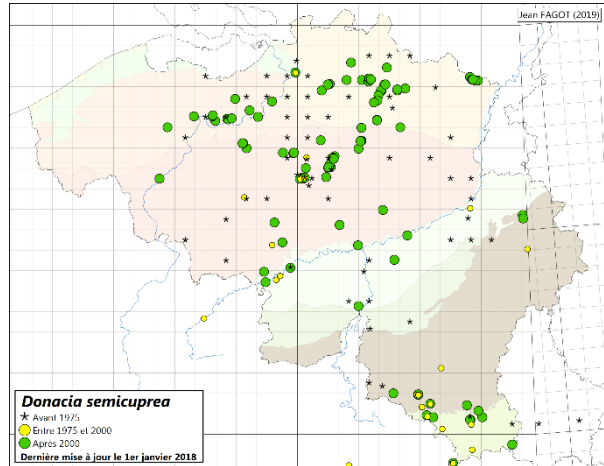 Jean FAGOT (2019)
Donacia semicuprea
Avant 1975
Entre 1975 et 2000
Après 2000
Dernière mise à jour le 1er janvier 2018